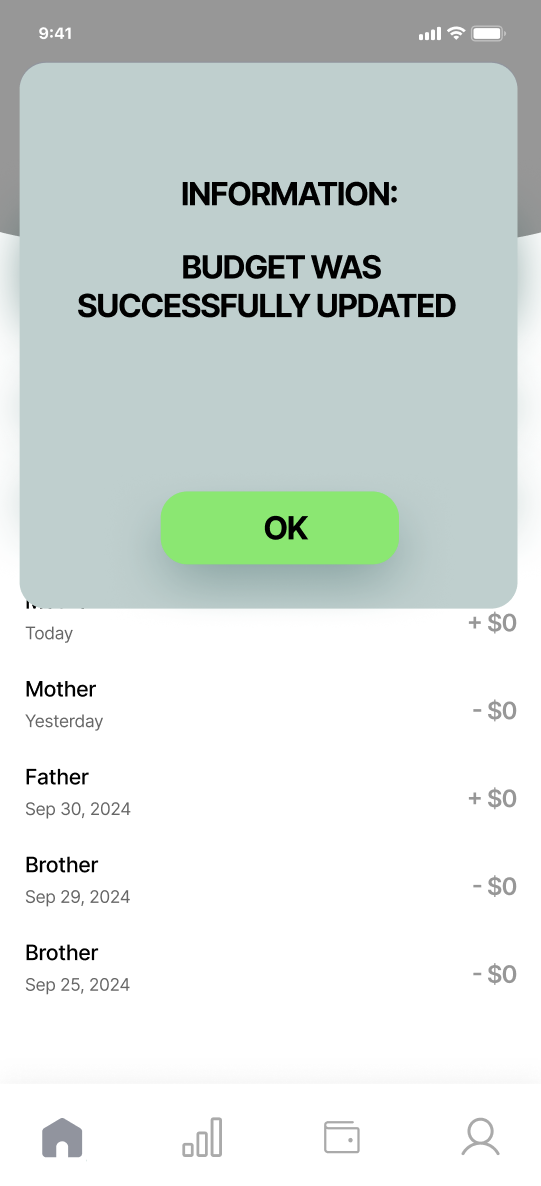 9:41
INFORMATION:
BUDGET WAS
SUCCESSFULLY UPDATED
OK
+ $0
Today
Mother
- $0
Yesterday
Father
+ $0
Sep 30, 2024
Brother
- $0
Sep 29, 2024
Brother
- $0
Sep 25, 2024